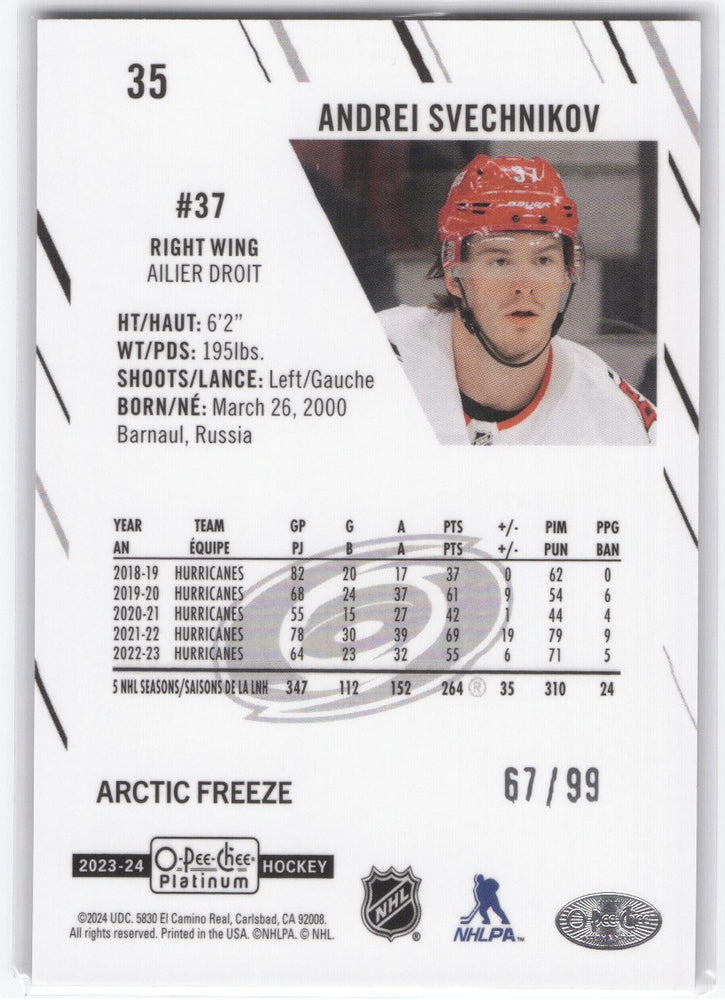 35
ANDREI SVECHNIKOV
37
#37
RIGHT WING
AILIER DROIT
HT/HAUT: 6'2"
WT/PDS: 195lbs.
SHOOTS/LANCE: Left/Gauche
BORN/NÉ: March 26, 2000
Barnaul, Russia
YEAR TEAM GP G A PTS +/- PIM PPG
AN ÉQUIPE PJ B A PTS +/- PUN BAN
2018-19 HURRICANES 82 20 17 37 0 62 0
2019-20 HURRICANES 68 24 37 61 9 54 6
2020-21 HURRICANES 55 15 27 42 1 44 4
2021-22 HURRICANES 78 30 39 69 19 79 9
2022-23 HURRICANES 64 23 32 55 6 71 5
5 NHL SEASONS/SAISONS DE LA LNH 347 112 152 264 ® 35 310 24
ARCTIC FREEZE
67/99
2023-24 O-Pee-Chee® HOCKEY
Platinum
©2024 UDC. 5830 El Camino Real, Carlsbad, CA 92008.
All rights reserved. Printed in the USA. ©NHLPA. © NHL.
NHL ®
NHLPA™
O-Pee-Chee